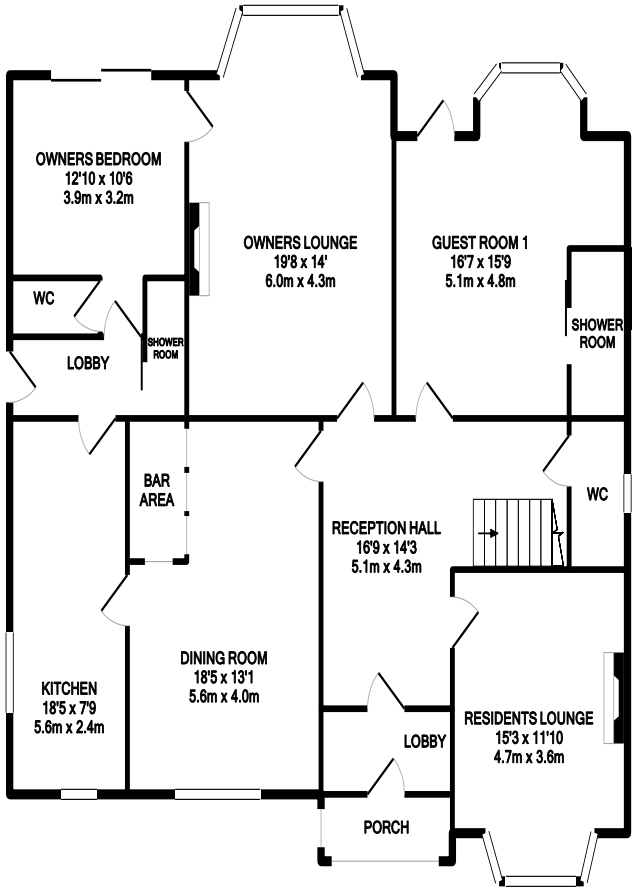 OWNERS BEDROOM
12'10 x 10'6
3.9m x 3.2m
OWNERS LOUNGE
19'8 x 14'
6.0m x 4.3m
GUEST ROOM 1
16'7 x 15'9
5.1m x 4.8m
WC
SHOWER
ROOM
SHOWER
ROOM
LOBBY
BAR
AREA
WC
RECEPTION HALL
16'9 x 14'3
5.1m x 4.3m
DINING ROOM
18'5 x 13'1
5.6m x 4.0m
KITCHEN
18'5 x 7'9
5.6m x 2.4m
RESIDENTS LOUNGE
15'3 x 11'10
4.7m x 3.6m
LOBBY
PORCH